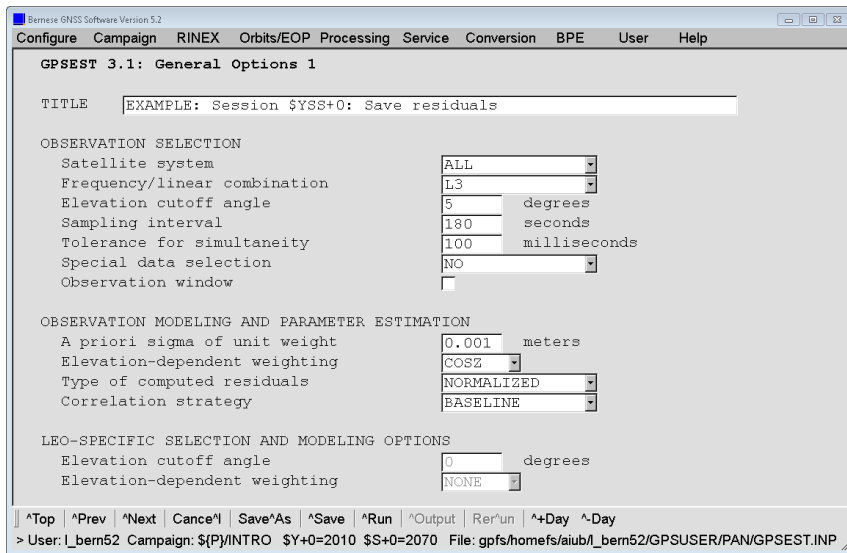 Bernese GNSS Software Version 5.2
Configure Campaign RINEX Orbits/EOP Processing Service Conversion BPE User Help
GPSEST 3.1: General Options 1
TITLE EXAMPLE: Session $YSS+0: Save residuals
OBSERVATION SELECTION
Satellite system ALL
Frequency/linear combination L3
Elevation cutoff angle 5 degrees
Sampling interval 180 seconds
Tolerance for simultaneity 100 milliseconds
Special data selection NO
Observation window
OBSERVATION MODELING AND PARAMETER ESTIMATION
A priori sigma of unit weight 0.001 meters
Elevation-dependent weighting COSZ
Type of computed residuals NORMALIZED
Correlation strategy BASELINE
LEO-SPECIFIC SELECTION AND MODELING OPTIONS
Elevation cutoff angle 0 degrees
Elevation-dependent weighting NONE
^Top ^Prev ^Next Cance^l Save^As ^Save ^Run ^Output Rer^un ^+Day ^-Day
> User: l_bern52 Campaign: ${P}/INTRO $Y+0=2010 $S+0=2070 File: gpfs/homefs/aiub/l_bern52/GPSUSER/PAN/GPSEST.INP